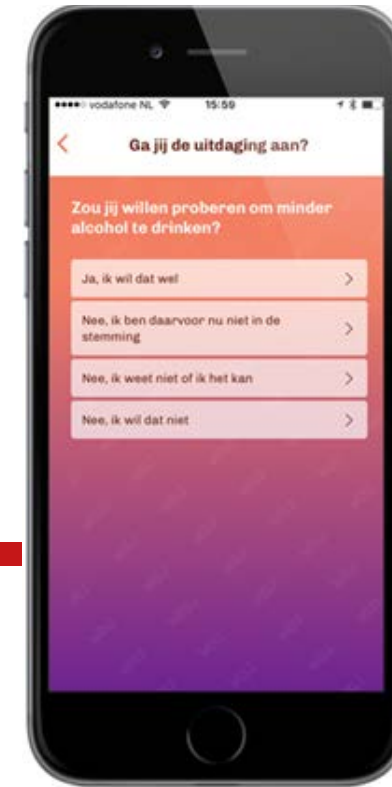 vodafone NL 15:59
Ga jij de uitdaging aan?
Zou jij willen proberen om minder
alcohol te drinken?
Ja, ik wil dat wel
Nee, ik ben daarvoor nu niet in de
stemming
Nee, ik weet niet of ik het kan
Nee, ik wil dat niet